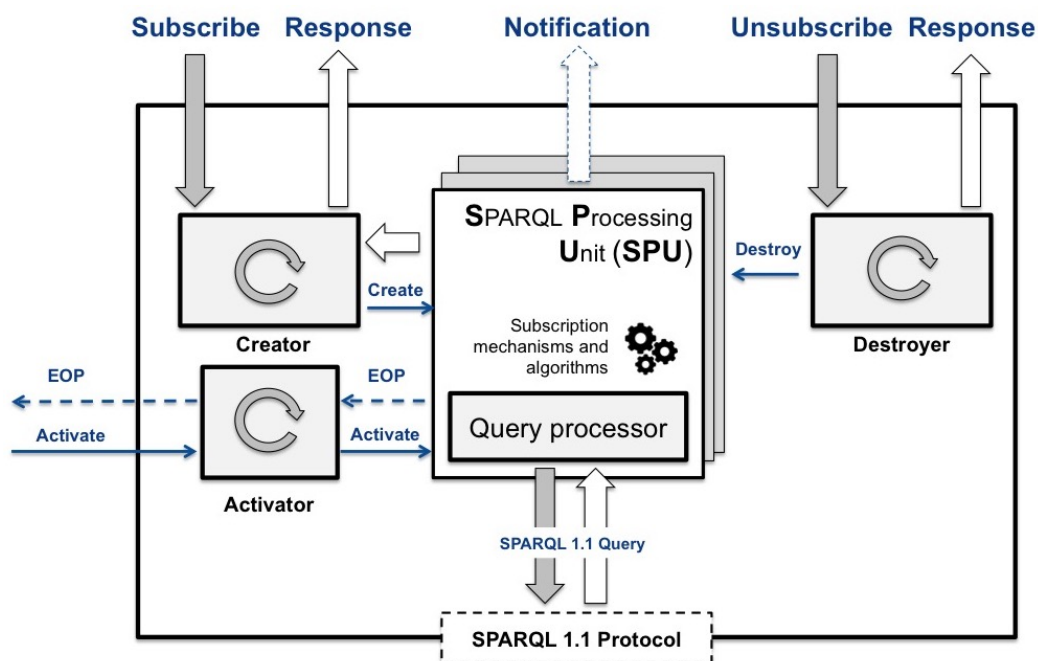 Subscribe Response Notification Unsubscribe Response
SPARQL Processing
Unit (SPU)
Destroy
Create
Subscription
mechanisms and
algorithms
Creator
Destroyer
EOP EOP
Activate Activate
Query processor
Activator
SPARQL 1.1 Query
SPARQL 1.1 Protocol